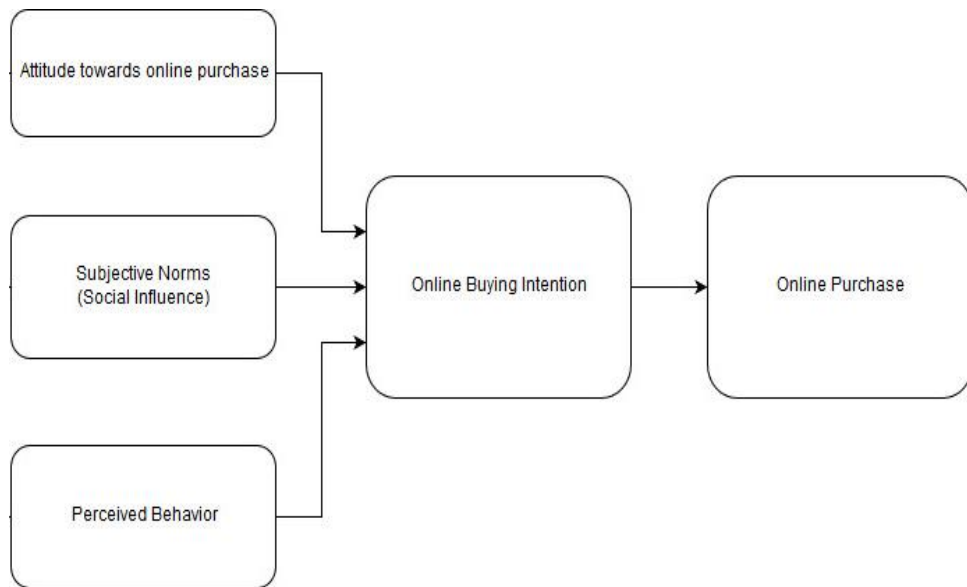 Attitude towards online purchase
Subjective Norms
(Social Influence)
Online Buying Intention
Online Purchase
Perceived Behavior